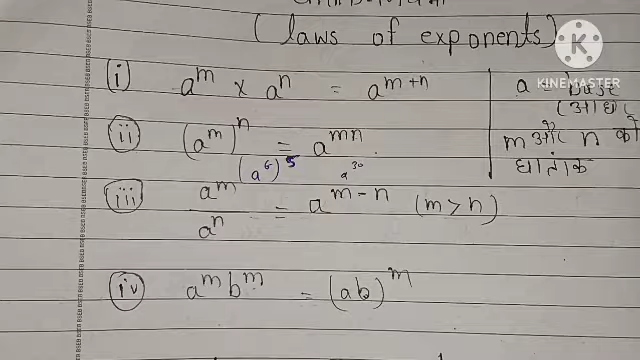 (laws of exponents)
KINEMASTER
(i) a^m × a^n = a^{m+n}
a = base
(आधार)
(ii) (a^m)^n = a^{mn}.
m और n को
घातांक
(a^6)^5 a^{30}
(iii) a^m / a^n = a^{m-n} (m>n)
(iv) a^m b^m = (ab)^m